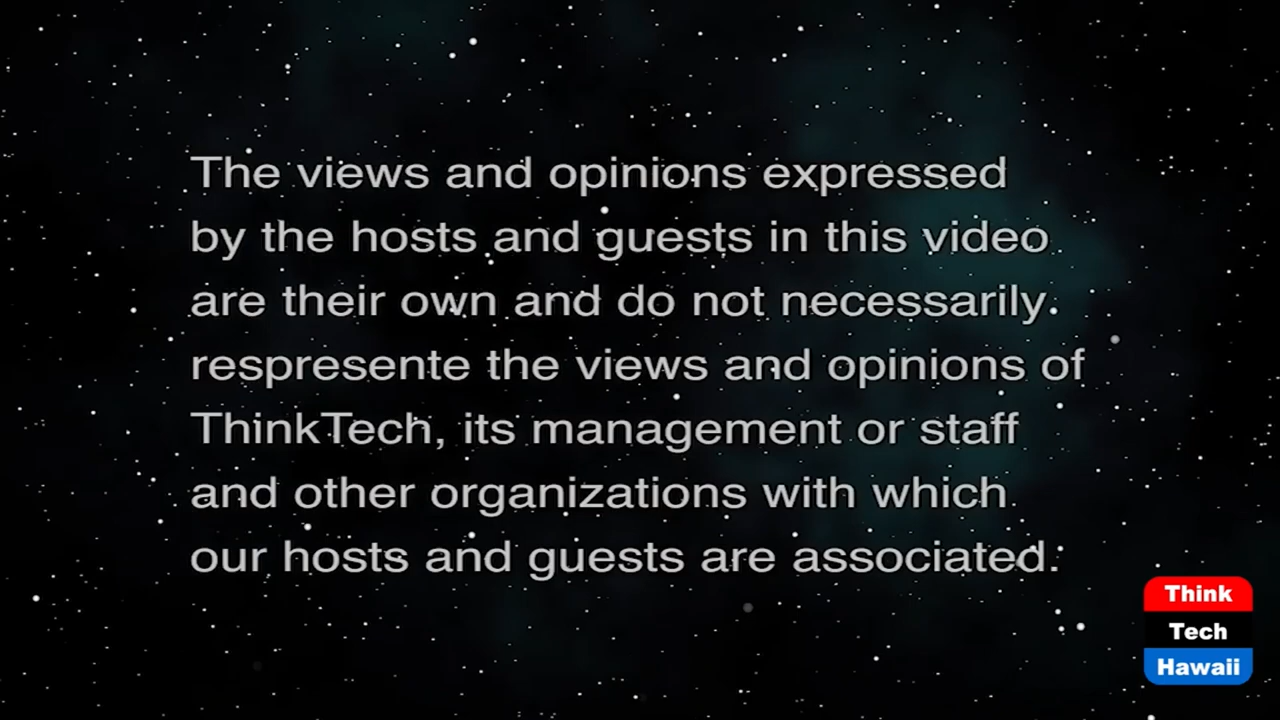 The views and opinions expressed
by the hosts and guests in this video
are their own and do not necessarily
respresente the views and opinions of
ThinkTech, its management or staff
and other organizations with which
our hosts and guests are associated.
Think
Tech
Hawaii